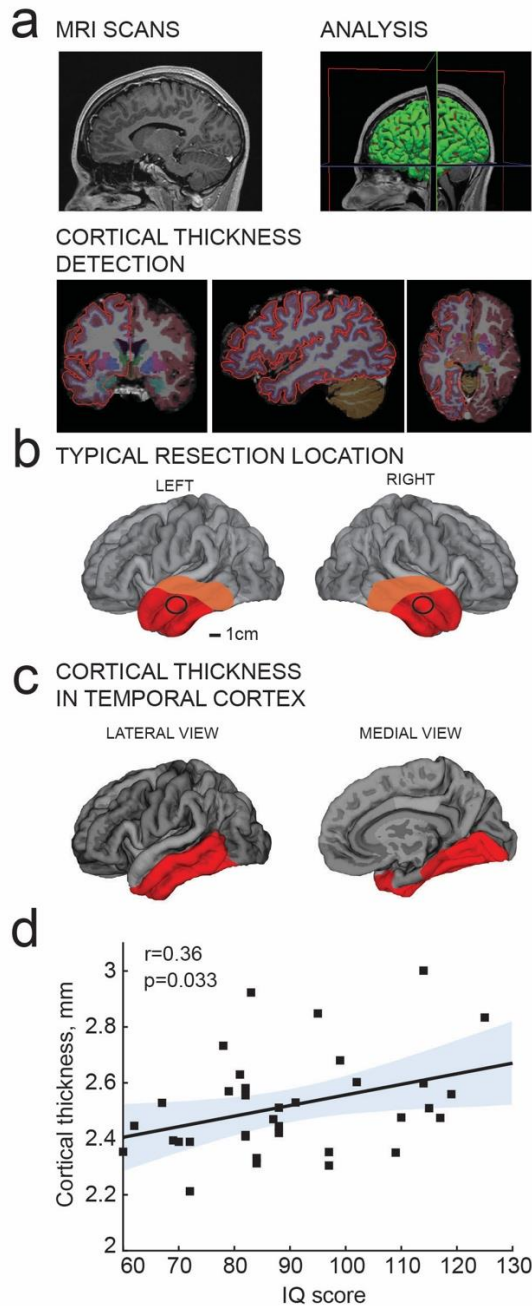 a MRI SCANS
ANALYSIS
CORTICAL THICKNESS
DETECTION
b TYPICAL RESECTION LOCATION
LEFT
RIGHT
1cm
c CORTICAL THICKNESS
IN TEMPORAL CORTEX
LATERAL VIEW
MEDIAL VIEW
d
r=0.36
p=0.033
Cortical thickness, mm
3
2.8
2.6
2.4
2.2
2
60 70 80 90 100 110 120 130
IQ score